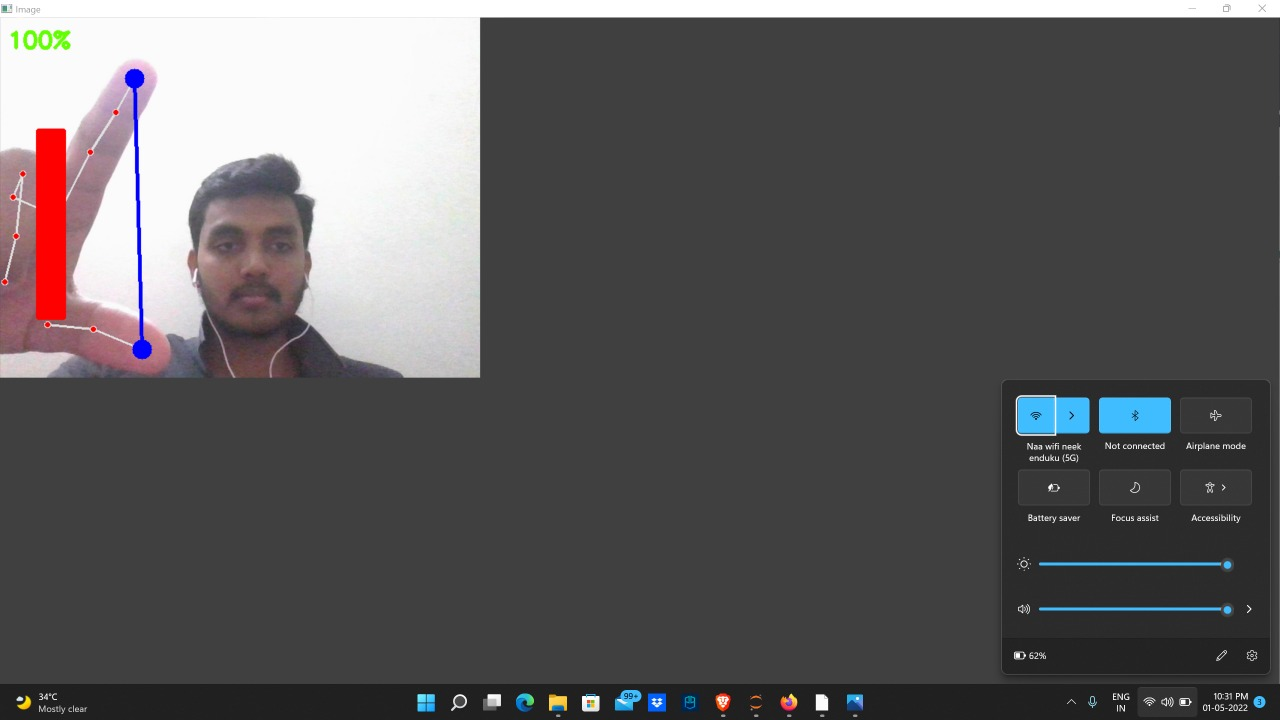 Image
100%
Naa wifi neek
enduku (5G)
Not connected
Airplane mode
Battery saver
Focus assist
Accessibility
62%
34°C
Mostly clear
99+
ENG
IN
10:31 PM
01-05-2022
3